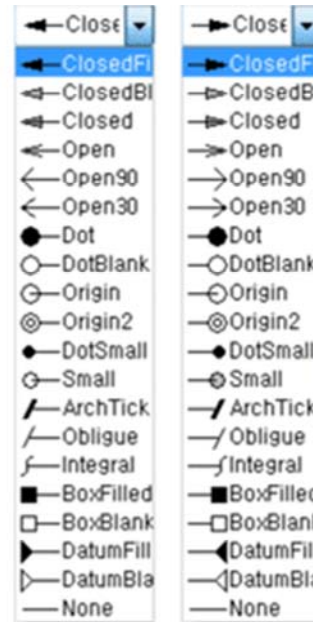 Close
ClosedFi
ClosedBl
Closed
Open
Open90
Open30
Dot
DotBlank
Origin
Origin2
DotSmall
Small
ArchTick
Obligue
Integral
BoxFilled
BoxBlank
DatumFill
DatumBla
None
Close
ClosedF
ClosedB
Closed
Open
Open90
Open30
Dot
DotBlank
Origin
Origin2
DotSmall
Small
ArchTick
Obligue
Integral
BoxFilled
BoxBlank
DatumFil
DatumBla
None